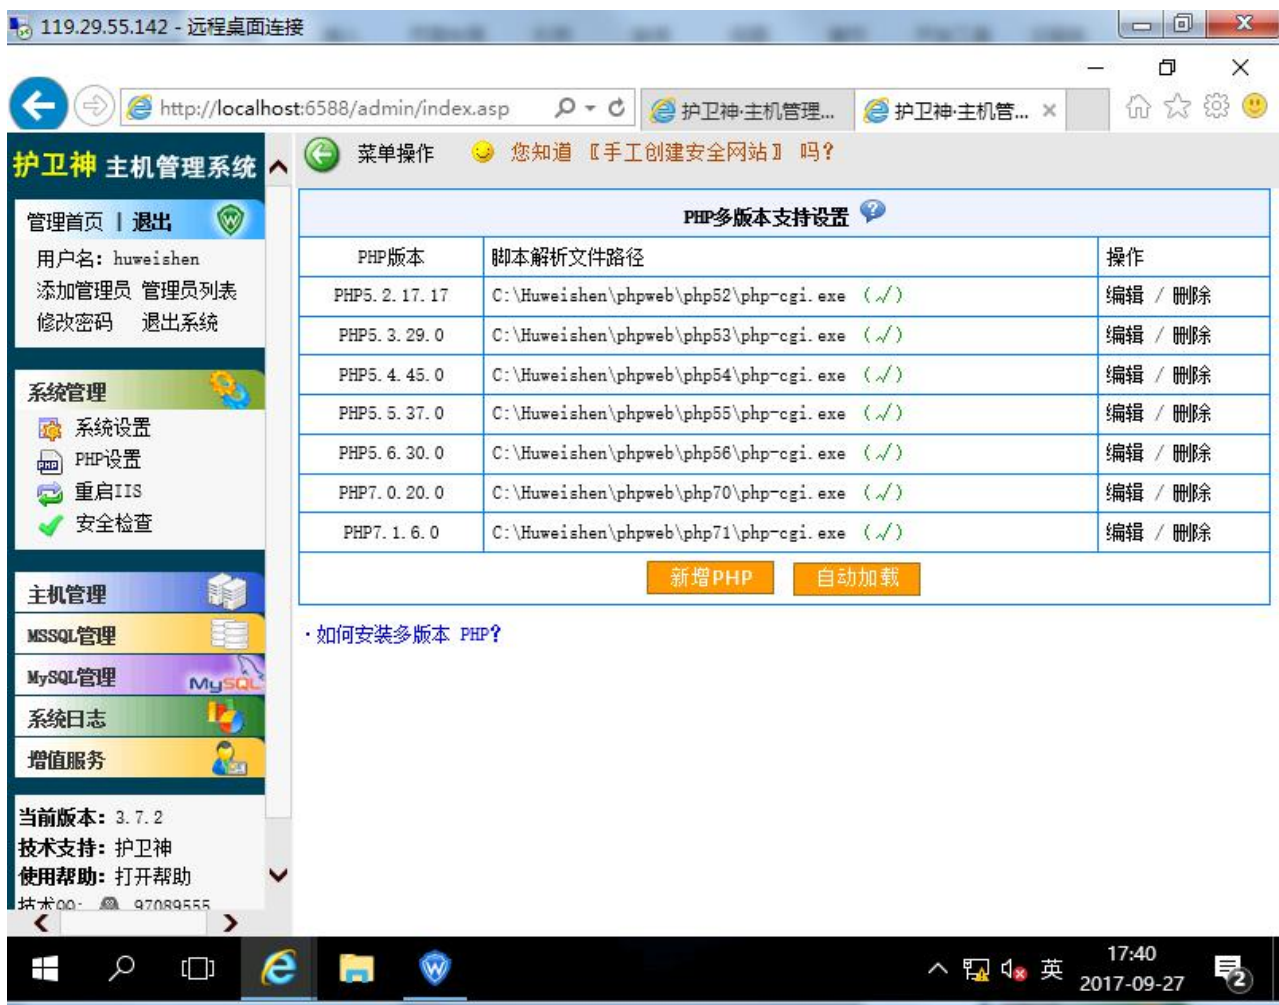 119.29.55.142 - 远程桌面连接
http://localhost:6588/admin/index.asp
护卫神·主机管理...
护卫神·主机管...
护卫神 主机管理系统
管理首页 | 退出
用户名: huweishen
添加管理员 管理员列表
修改密码 退出系统
系统管理
系统设置
PHP设置
重启IIS
安全检查
主机管理
MSSQL管理
MySQL管理
MySQL
系统日志
增值服务
当前版本: 3.7.2
技术支持: 护卫神
使用帮助: 打开帮助
技术QQ: 97089555
菜单操作 您知道〖手工创建安全网站〗吗?
PHP多版本支持设置
PHP版本 脚本解析文件路径 操作
PHP5.2.17.17 C:\Huweishen\phpweb\php52\php-cgi.exe (√) 编辑 / 删除
PHP5.3.29.0 C:\Huweishen\phpweb\php53\php-cgi.exe (√) 编辑 / 删除
PHP5.4.45.0 C:\Huweishen\phpweb\php54\php-cgi.exe (√) 编辑 / 删除
PHP5.5.37.0 C:\Huweishen\phpweb\php55\php-cgi.exe (√) 编辑 / 删除
PHP5.6.30.0 C:\Huweishen\phpweb\php56\php-cgi.exe (√) 编辑 / 删除
PHP7.0.20.0 C:\Huweishen\phpweb\php70\php-cgi.exe (√) 编辑 / 删除
PHP7.1.6.0 C:\Huweishen\phpweb\php71\php-cgi.exe (√) 编辑 / 删除
新增PHP 自动加载
·如何安装多版本 PHP?
英
17:40
2017-09-27
2